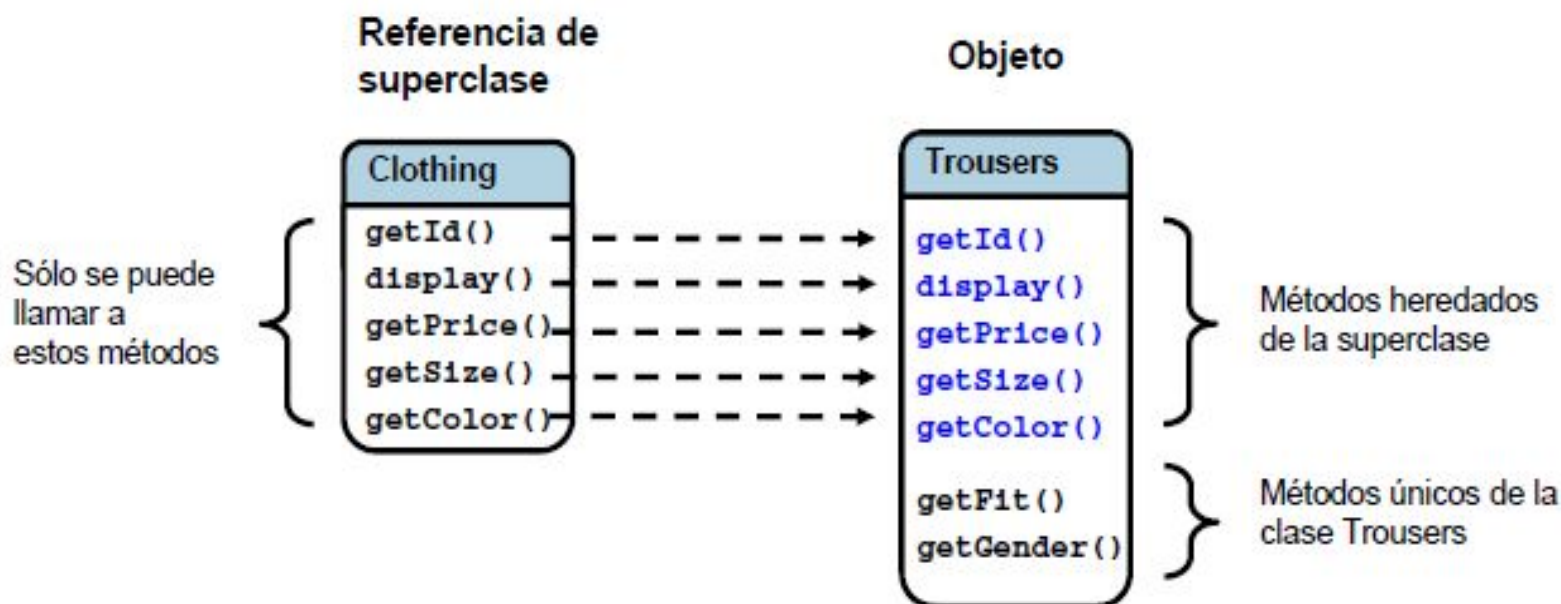 Referencia de
superclase
Objeto
Clothing
getId()
display()
getPrice()
getSize()
getColor()
Sólo se puede
llamar a
estos métodos
Trousers
getId()
display()
getPrice()
getSize()
getColor()
getFit()
getGender()
Métodos heredados
de la superclase
Métodos únicos de la
clase Trousers